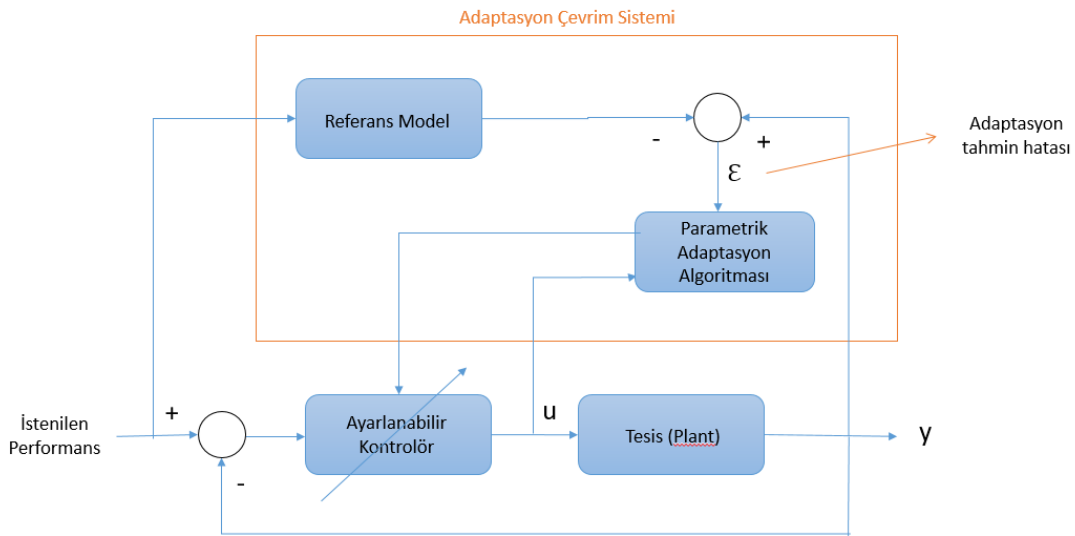 Adaptasyon Çevrim Sistemi
Referans Model
-
+
Adaptasyon
tahmin hatası
ε
Parametrik
Adaptasyon
Algoritması
İstenilen
Performans
+
-
Ayarlanabilir
Kontrolör
u
Tesis (Plant)
y